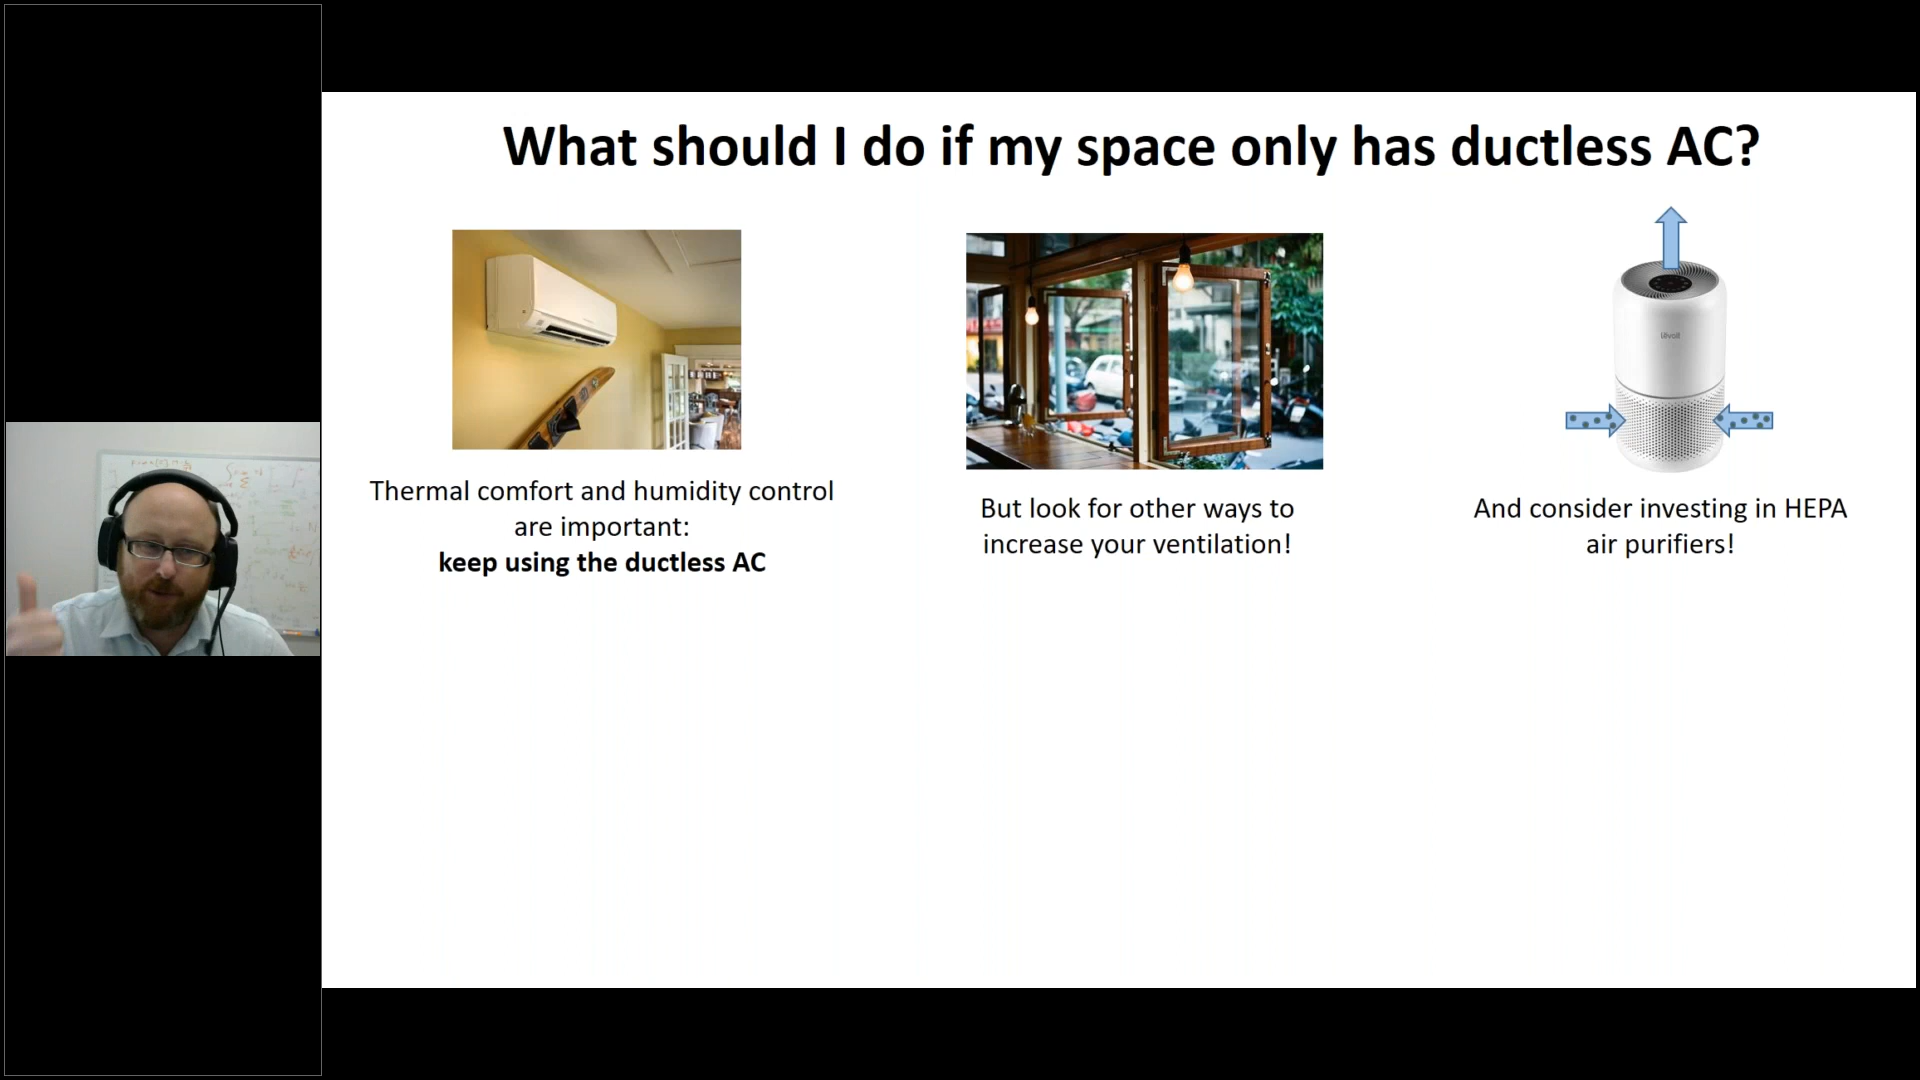 What should I do if my space only has ductless AC?
Thermal comfort and humidity control
are important:
keep using the ductless AC
But look for other ways to
increase your ventilation!
levoit
And consider investing in HEPA
air purifiers!